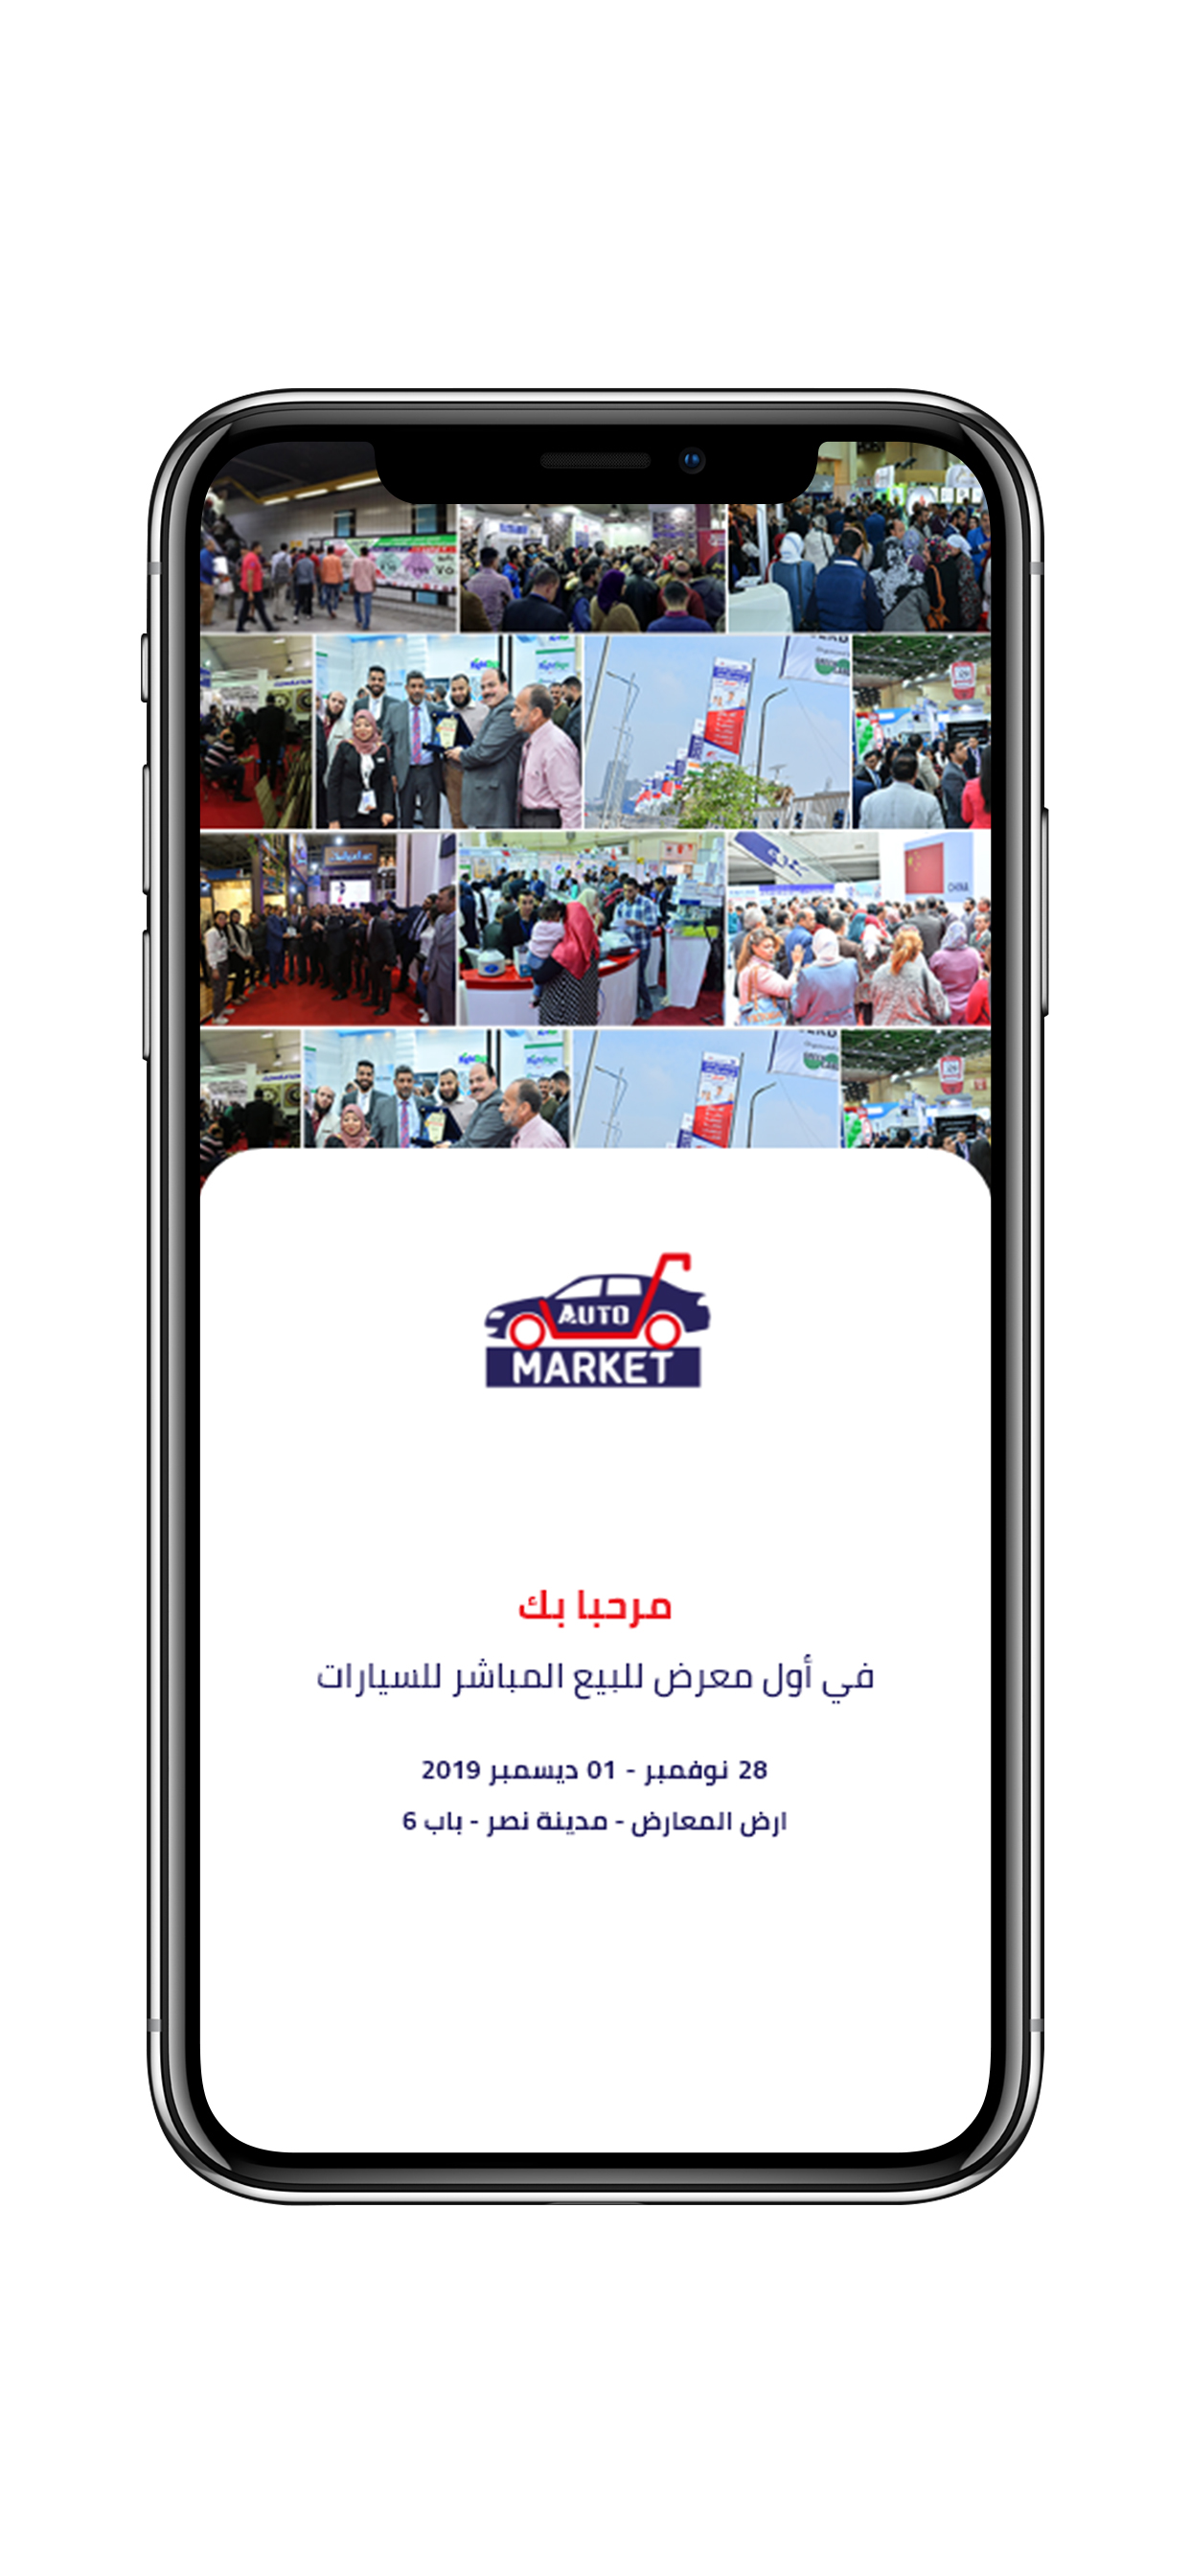 CHINA
AUTO
MARKET
مرحبا بك
في أول معرض للبيع المباشر للسيارات
28 نوفمبر - 01 ديسمبر 2019
ارض المعارض - مدينة نصر - باب 6